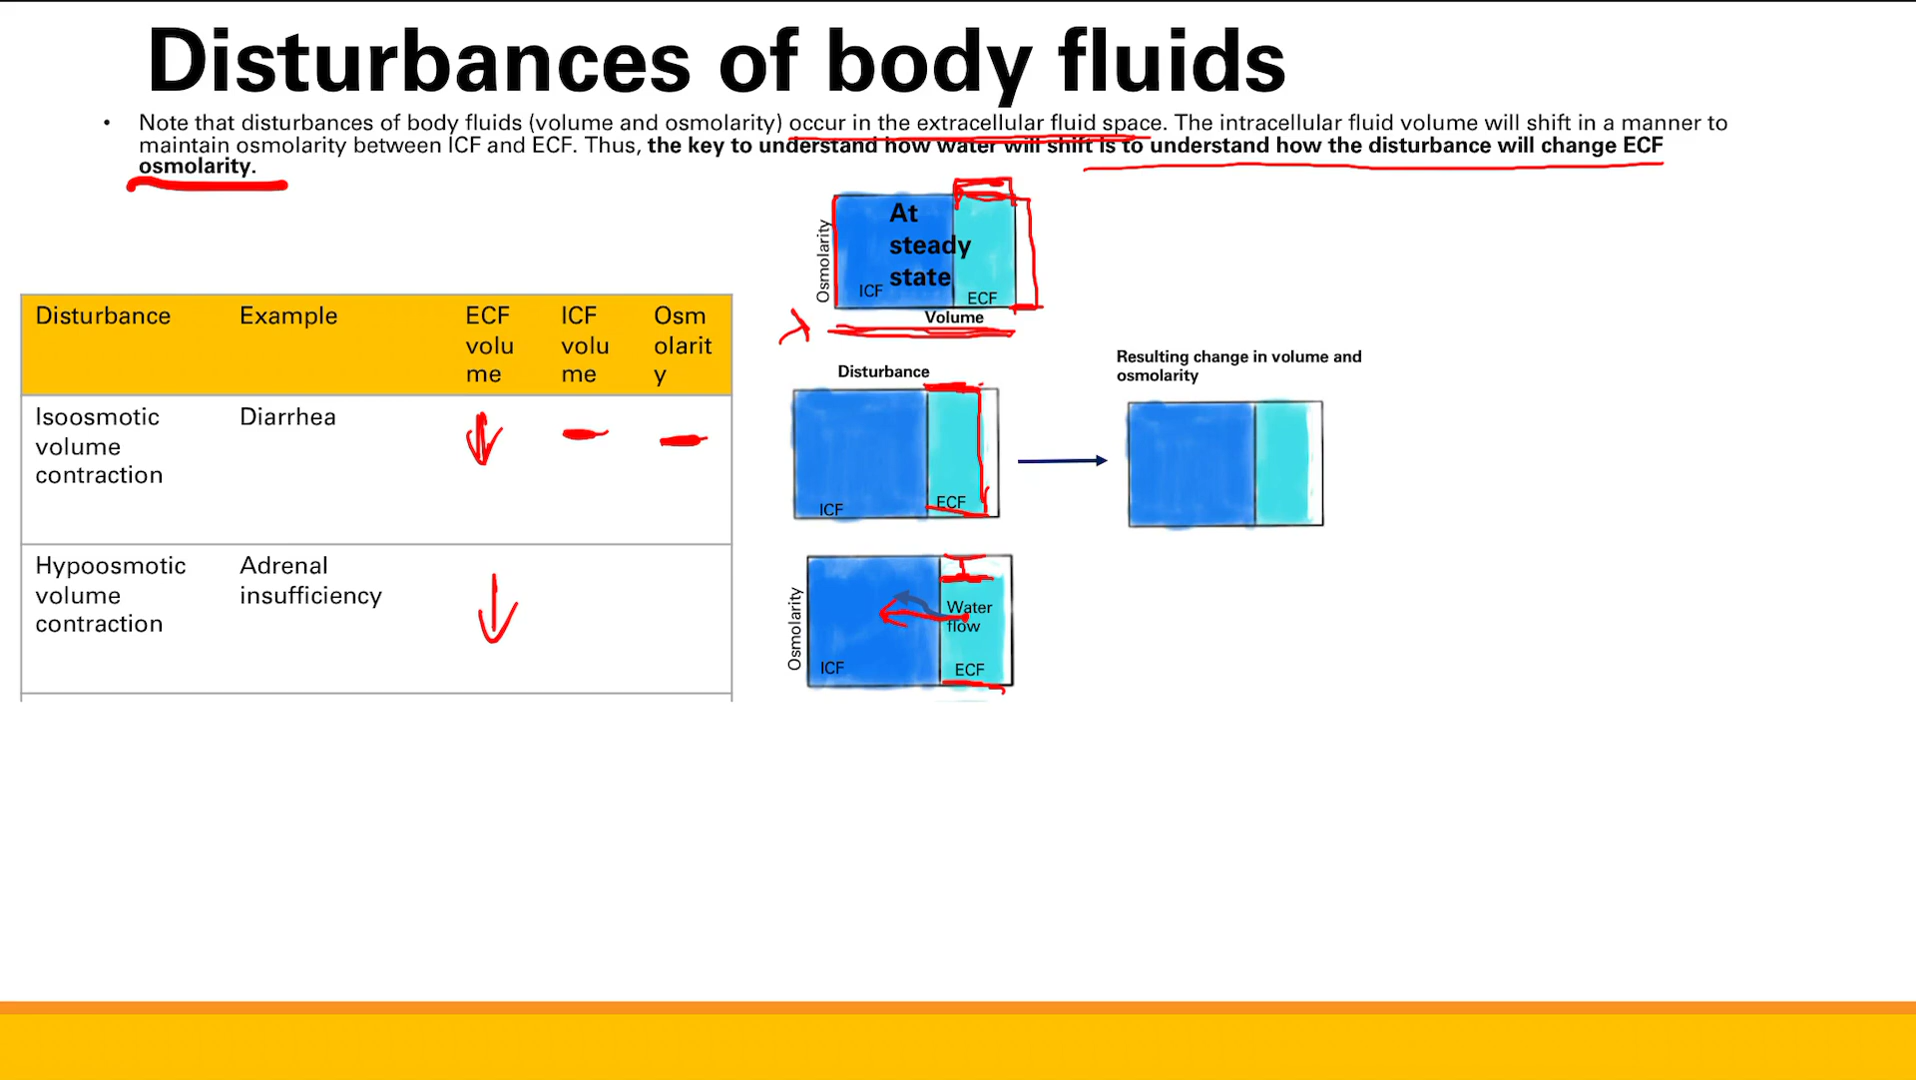 Disturbances of body fluids
• Note that disturbances of body fluids (volume and osmolarity) occur in the extracellular fluid space. The intracellular fluid volume will shift in a manner to
maintain osmolarity between ICF and ECF. Thus, the key to understand how water will shift is to understand how the disturbance will change ECF
osmolarity.
Disturbance
Example
ECF
volu
me
ICF
volu
me
Osm
olarit
y
Isoosmotic
volume
contraction
Diarrhea
Hypoosmotic
volume
contraction
Adrenal
insufficiency
Osmolarity
At
steady
state
ICF
ECF
Volume
Disturbance
ICF
ECF
Resulting change in volume and
osmolarity
Osmolarity
Water
flow
ICF
ECF